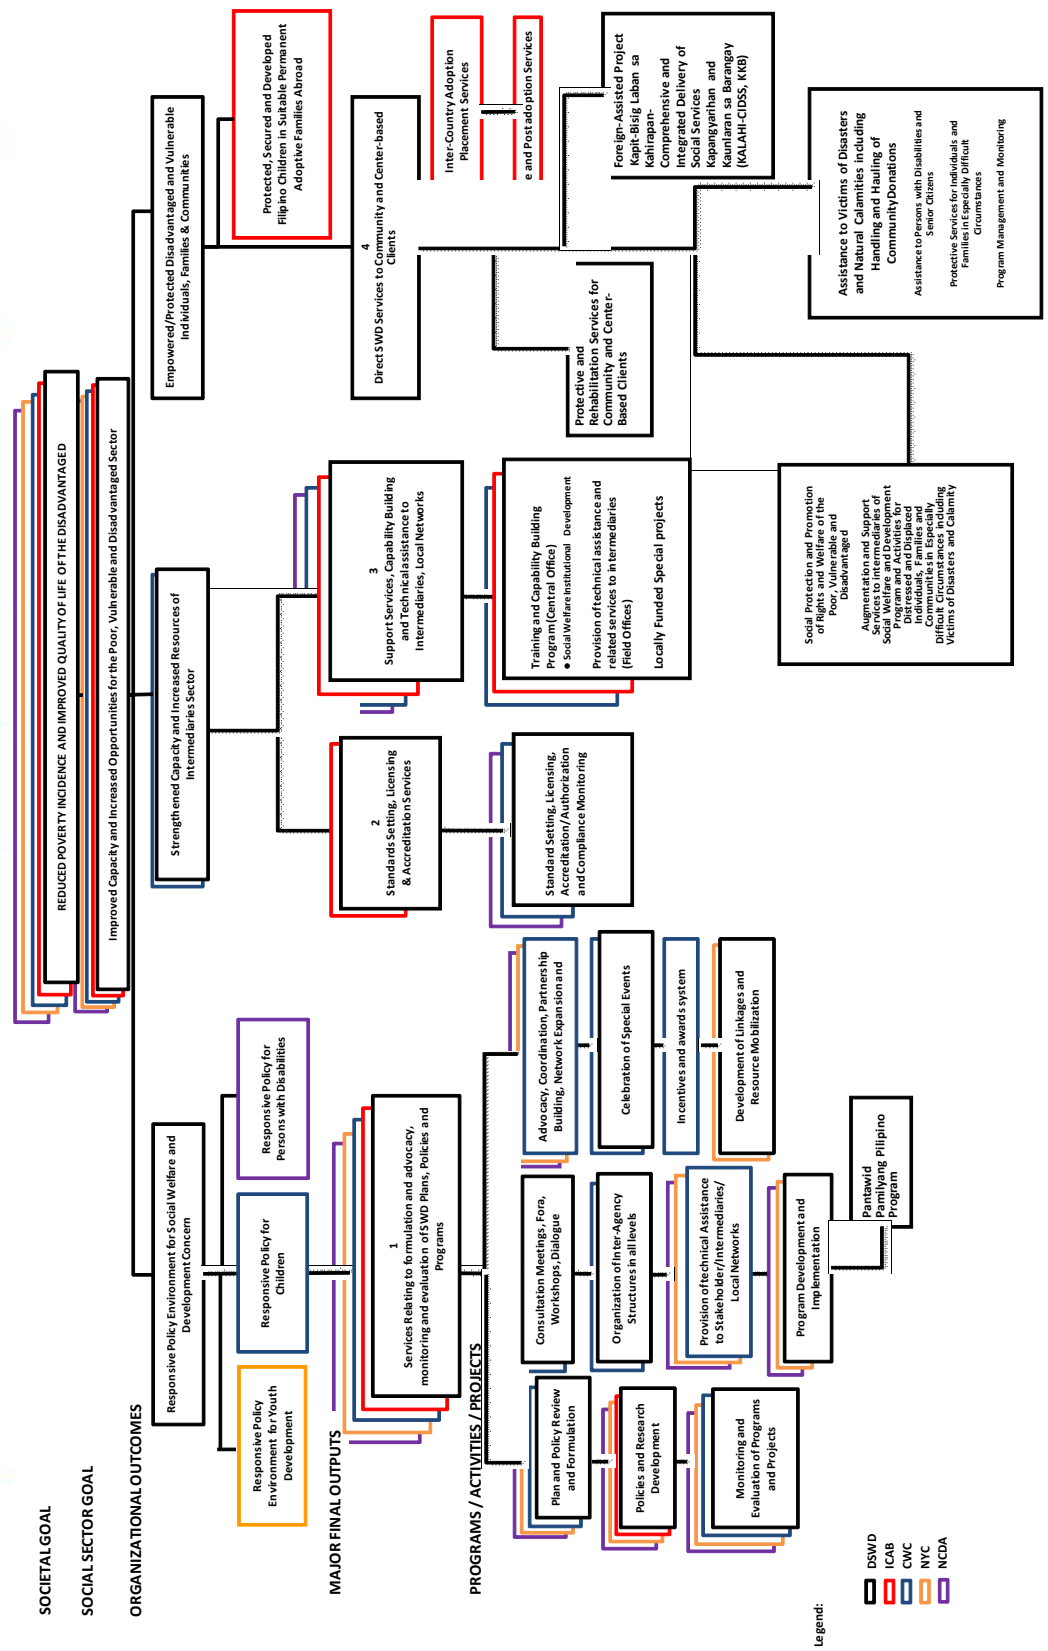 SOCIETAL GOAL
REDUCED POVERTY INCIDENCE AND IMPROVED QUALITY OF LIFE OF THE DISADVANTAGED
SOCIAL SECTOR GOAL
Improved Capacity and Increased Opportunities for the Poor, Vulnerable and Disadvantaged Sector
ORGANIZATIONAL OUTCOMES
Responsive Policy Environment for Social Welfare and
Development Concern
Strengthened Capacity and Increased Resources of
Intermediaries Sector
Empowered/Protected Disadvantaged and Vulnerable
Individuals, Families & Communities
Responsive Policy
Environment for Youth
Development
Responsive Policy for
Children
Responsive Policy for
Persons with Disabilities
Protected, Secured and Developed
Filipino Children in Suitable Permanent
Adoptive Families Abroad
MAJOR FINAL OUTPUTS
1
Services Relating to formulation and advocacy,
monitoring and evaluation of SWD Plans, Policies and
Programs
2
Standards Setting, Licensing
& Accreditation Services
3
Support Services, Capability Building
and Technical assistance to
Intermediaries, Local Networks
4
Direct SWD Services to Community and Center-based
Clients
Inter-Country Adoption
Placement Services
e and Post adoption Services
PROGRAMS / ACTIVITIES / PROJECTS
Plan and Policy Review
and Formulation
Policies and Research
Development
Monitoring and
Evaluation of Programs
and Projects
Consultation Meetings, Fora,
Workshops, Dialogue
Organization of Inter-Agency
Structures in all levels
Provision of technical Assistance
to Stakeholder/Intermediaries/
Local Networks
Program Development and
Implementation
Pantawid
Pamilyang Pilipino
Program
Advocacy, Coordination, Partnership
Building, Network Expansion and
Celebration of Special Events
Incentives and awards system
Development of Linkages and
Resource Mobilization
Standard Setting, Licensing,
Accreditation/Authorization
and Compliance Monitoring
Training and Capability Building
Program (Central Office)
● Social Welfare Institutional Development
Provision of technical assistance and
related services to intermediaries
(Field Offices)
Locally Funded Special projects
Protective and
Rehabilitation Services for
Community and Center-
Based Clients
Foreign-Assisted Project
Kapit-Bisig Laban sa
Kahirapan-
Comprehensive and
Integrated Delivery of
Social Services
Kapangyarihan and
Kaunlaran sa Barangay
(KALAHI-CIDSS, KKB)
Social Protection and Promotion
of Rights and Welfare of the
Poor, Vulnerable and
Disadvantaged
Augmentation and Support
Services to intermediaries of
Social Welfare and Development
Program and Activities for
Distressed and Displaced
Individuals, Families and
Communities in Especially
Difficult Circumstances including
Victims of Disasters and Calamity
Assistance to Victims of Disasters
and Natural Calamities including
Handling and Hauling of
Community Donations
Assistance to Persons with Disabilities and
Senior Citizens
Protective Services for Individuals and
Families in Especially Difficult
Circumstances
Program Management and Monitoring
Legend:
DSWD
ICAB
CWC
NYC
NCDA